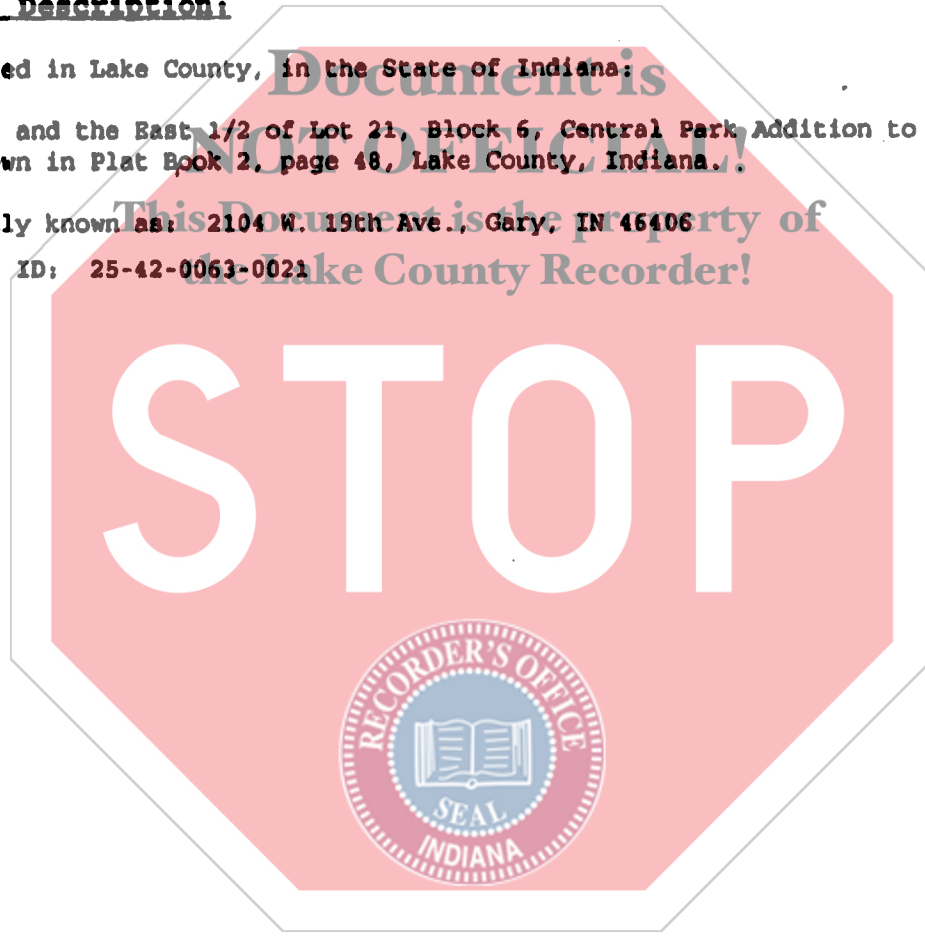 Description:
ed in Lake County, in the State of Indiana:
Document is
and the East 1/2 of Lot 21, Block 6, Central Park Addition to
NOT OFFICIAL!
wn in Plat Book 2, page 48, Lake County, Indiana.
This Document is the property of
ly known as: 2104 W. 19th Ave., Gary, IN 46406
the Lake County Recorder!
ID: 25-42-0063-0021
STOP
RECORDER'S OFFICE
SEAL
INDIANA